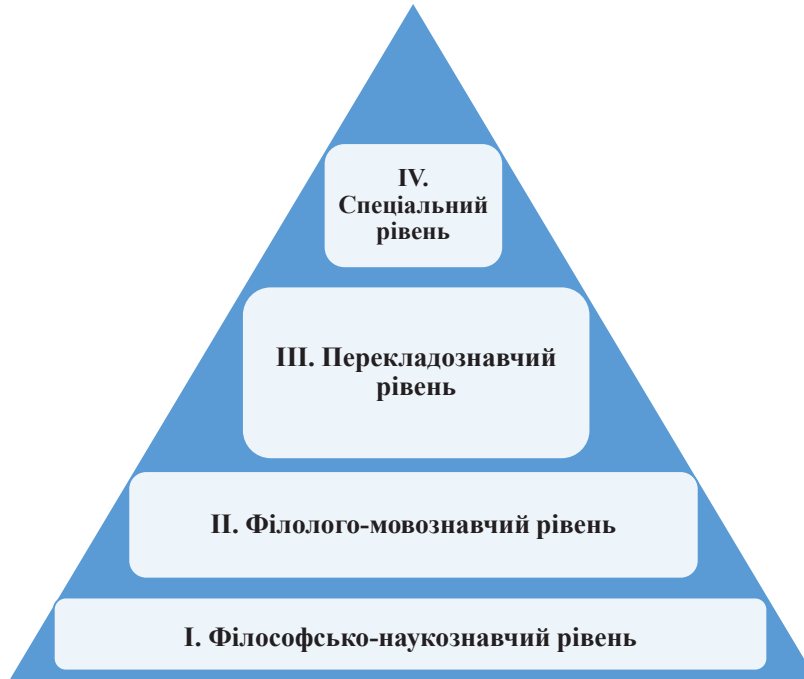 IV.
Спеціальний
рівень
III. Перекладознавчий
рівень
II. Філолого-мовознавчий рівень
I. Філософсько-наукознавчий рівень